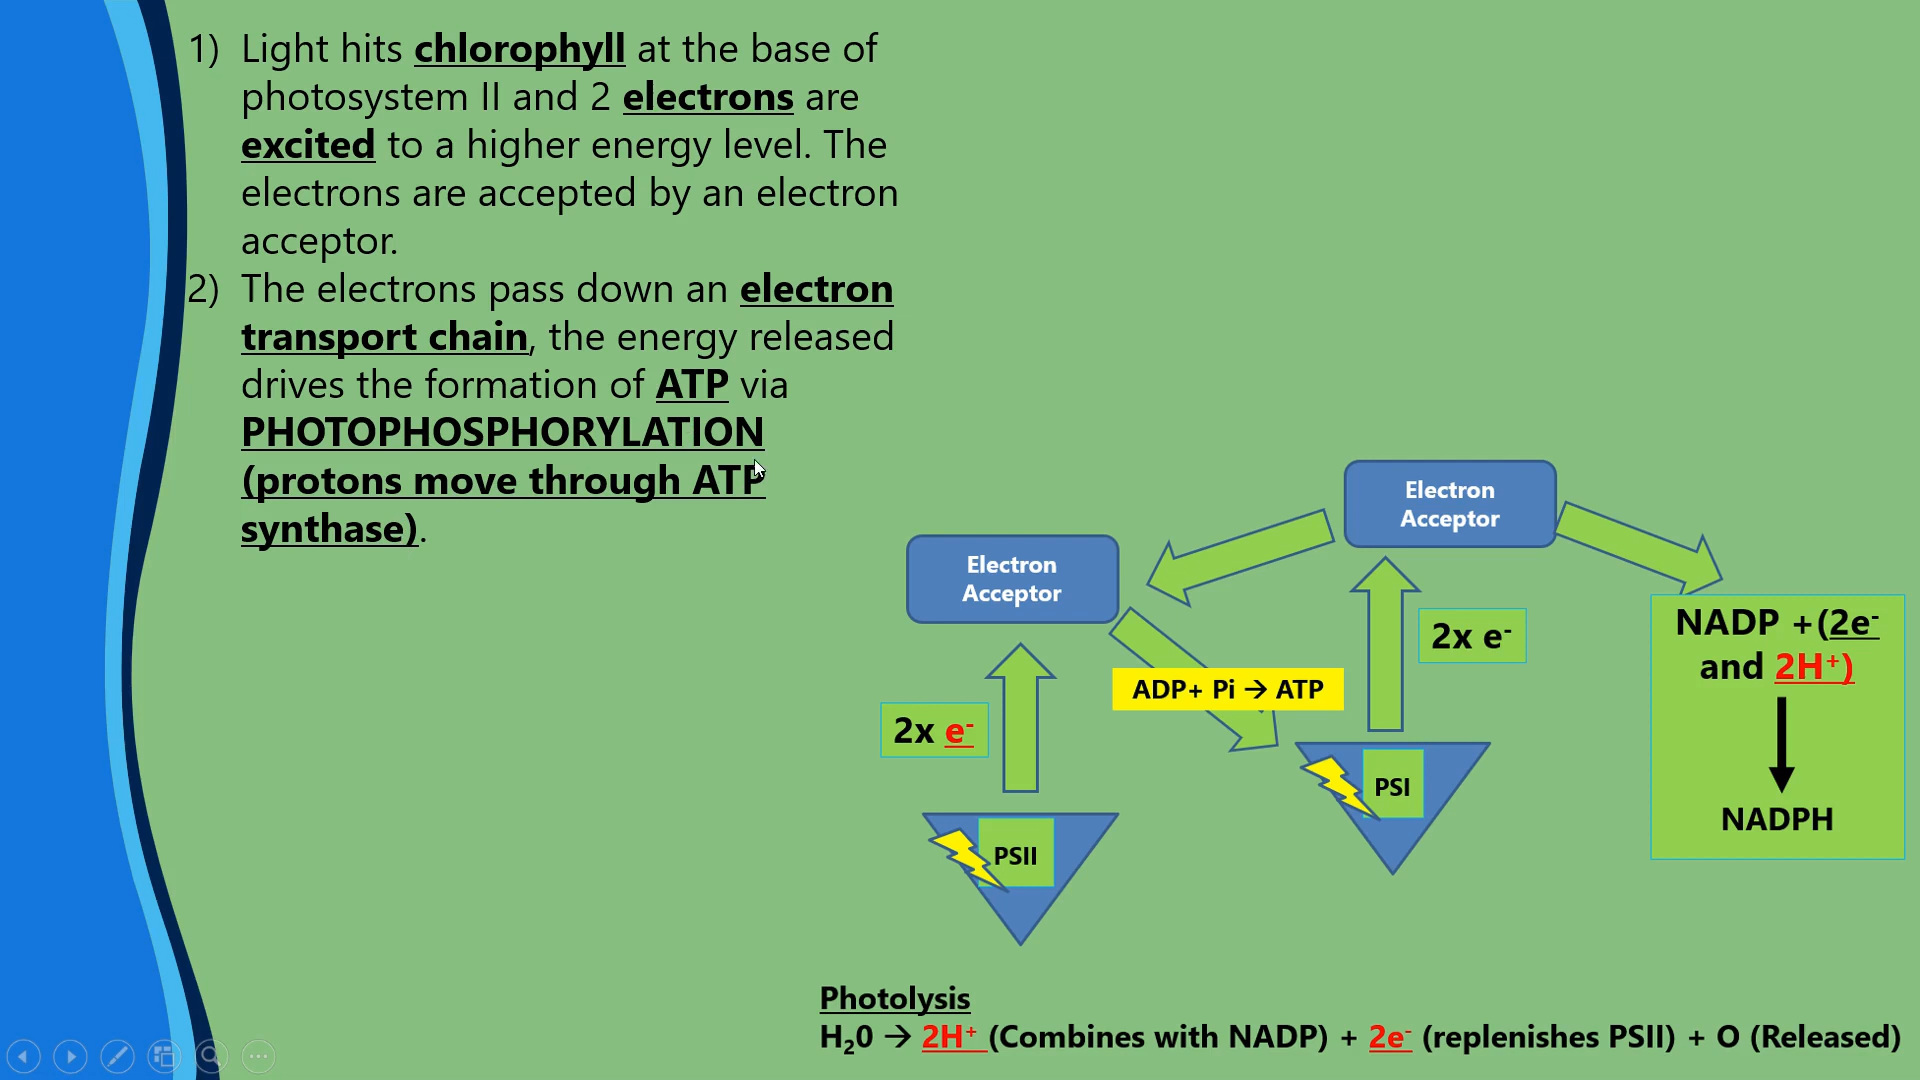 1) Light hits chlorophyll at the base of
photosystem II and 2 electrons are
excited to a higher energy level. The
electrons are accepted by an electron
acceptor.
2) The electrons pass down an electron
transport chain, the energy released
drives the formation of ATP via
PHOTOPHOSPHORYLATION
(protons move through ATP
synthase).
Electron
Acceptor
Electron
Acceptor
NADP +(2e⁻
and 2H⁺)
2x e⁻
ADP+ Pi → ATP
2x e⁻
PSI
NADPH
PSII
Photolysis
H₂0 → 2H⁺ (Combines with NADP) + 2e⁻ (replenishes PSII) + O (Released)